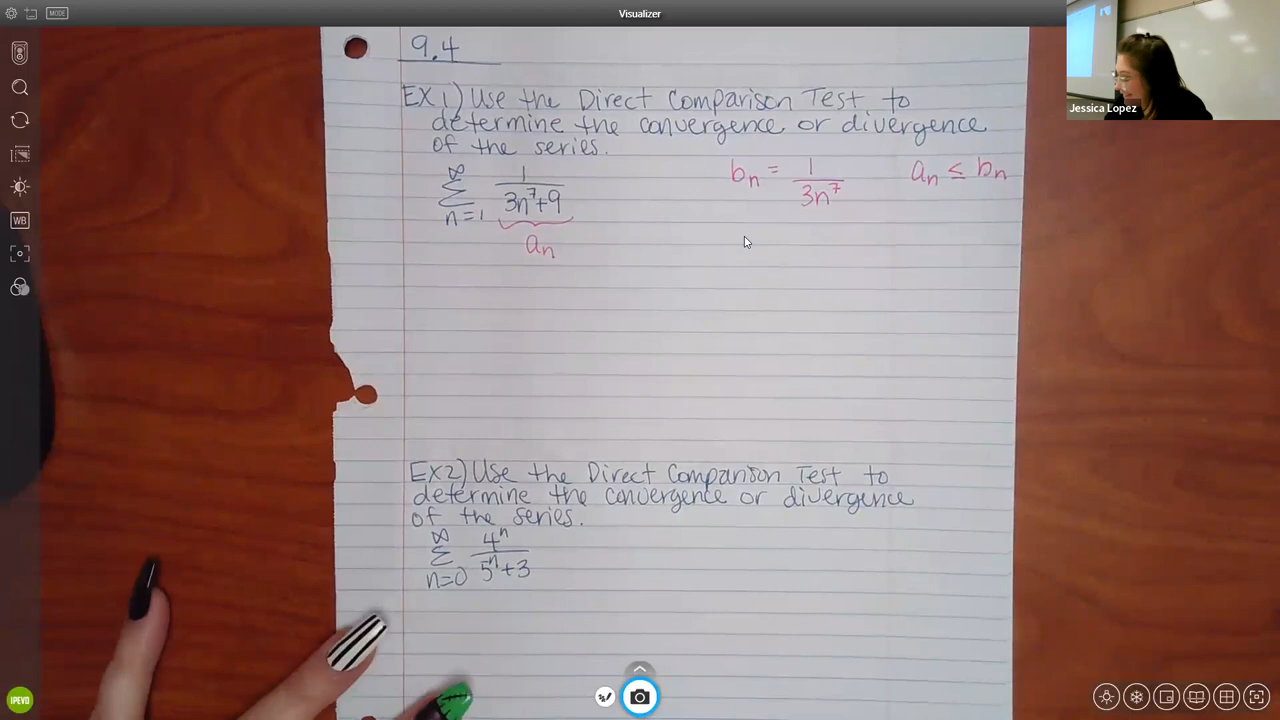 Visualizer
MODE
WB
Jessica Lopez
9.4
EX 1) Use the Direct Comparison Test to
determine the convergence or divergence
of the series.
∞
Σ 1/(3n^7+9)
n=1
a_n
b_n = 1/(3n^7)
a_n ≤ b_n
EX2) Use the Direct Comparison Test to
determine the convergence or divergence
of the series.
∞
Σ 4^n/(5^n+3)
n=0
IPEVO